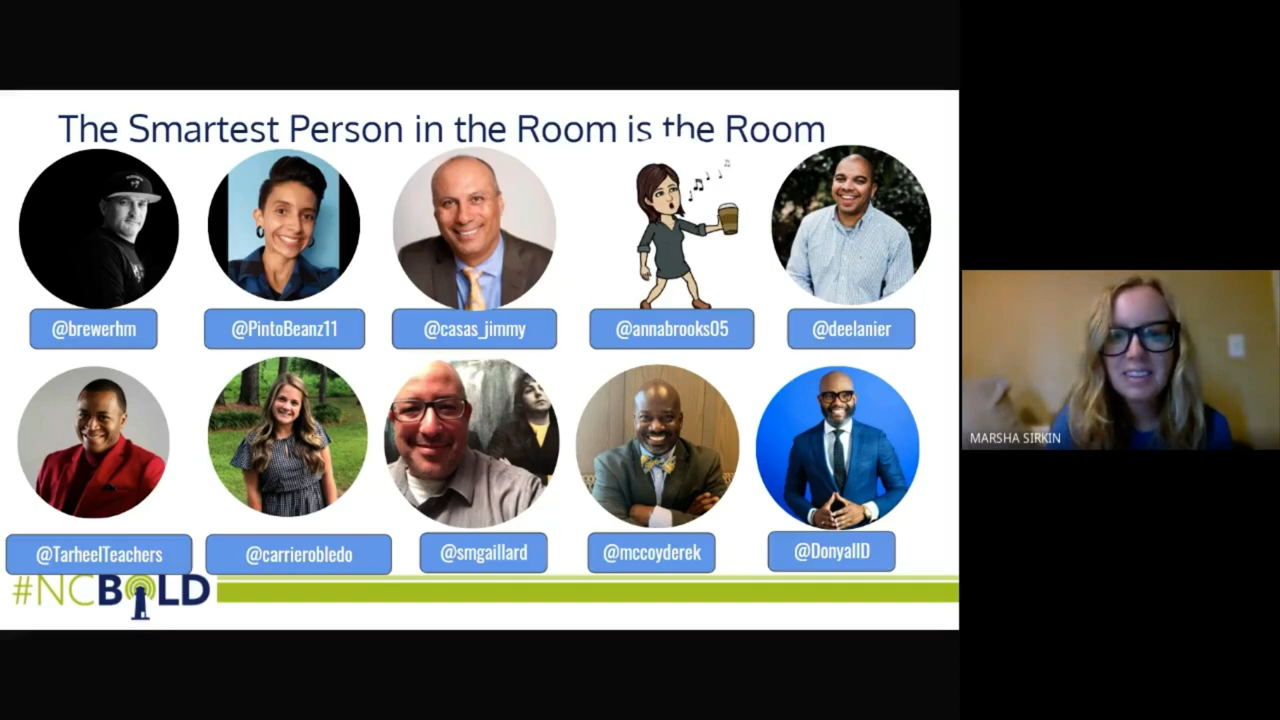 The Smartest Person in the Room is the Room
@brewerhm
@PintoBeanz11
@casas_jimmy
@annabrooks05
@deelanier
@TarheelTeachers
@carrierobledo
@smgaillard
@mccoyderek
@DonyallD
#NCBOLD
MARSHA SIRKIN